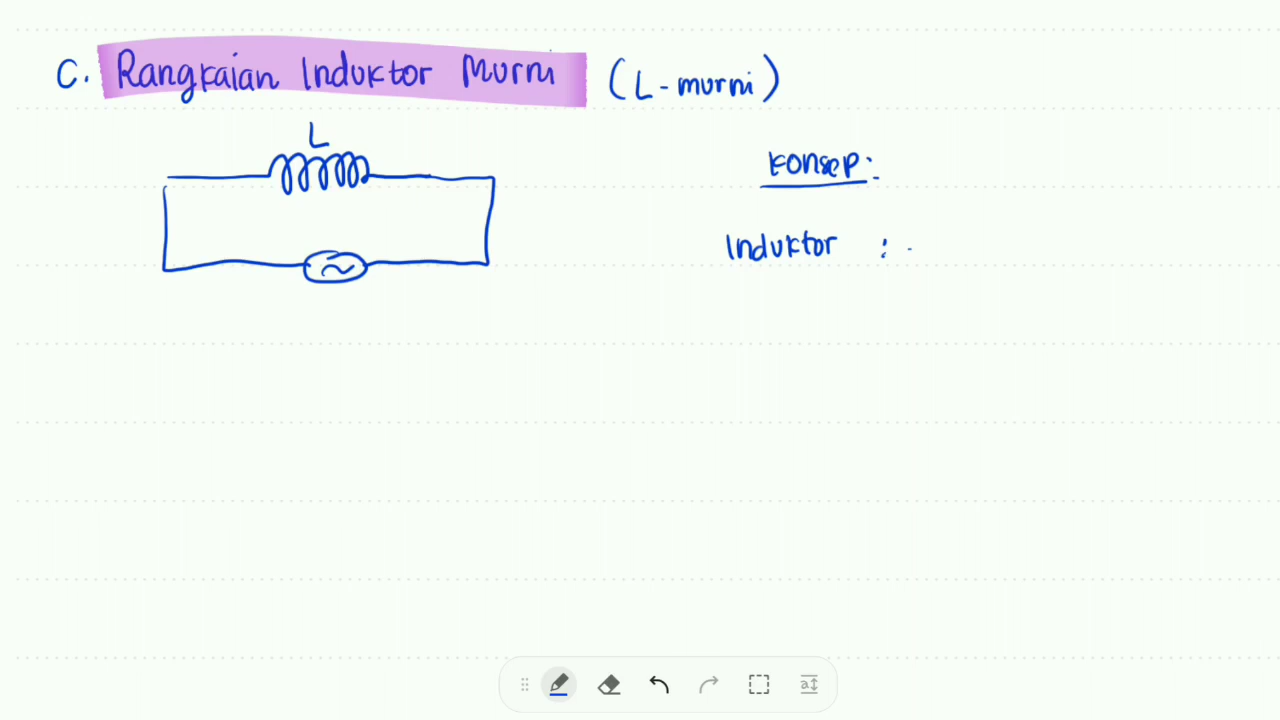 C. Rangkaian Induktor Murni (L-murni)
L
Konsep:
Induktor :